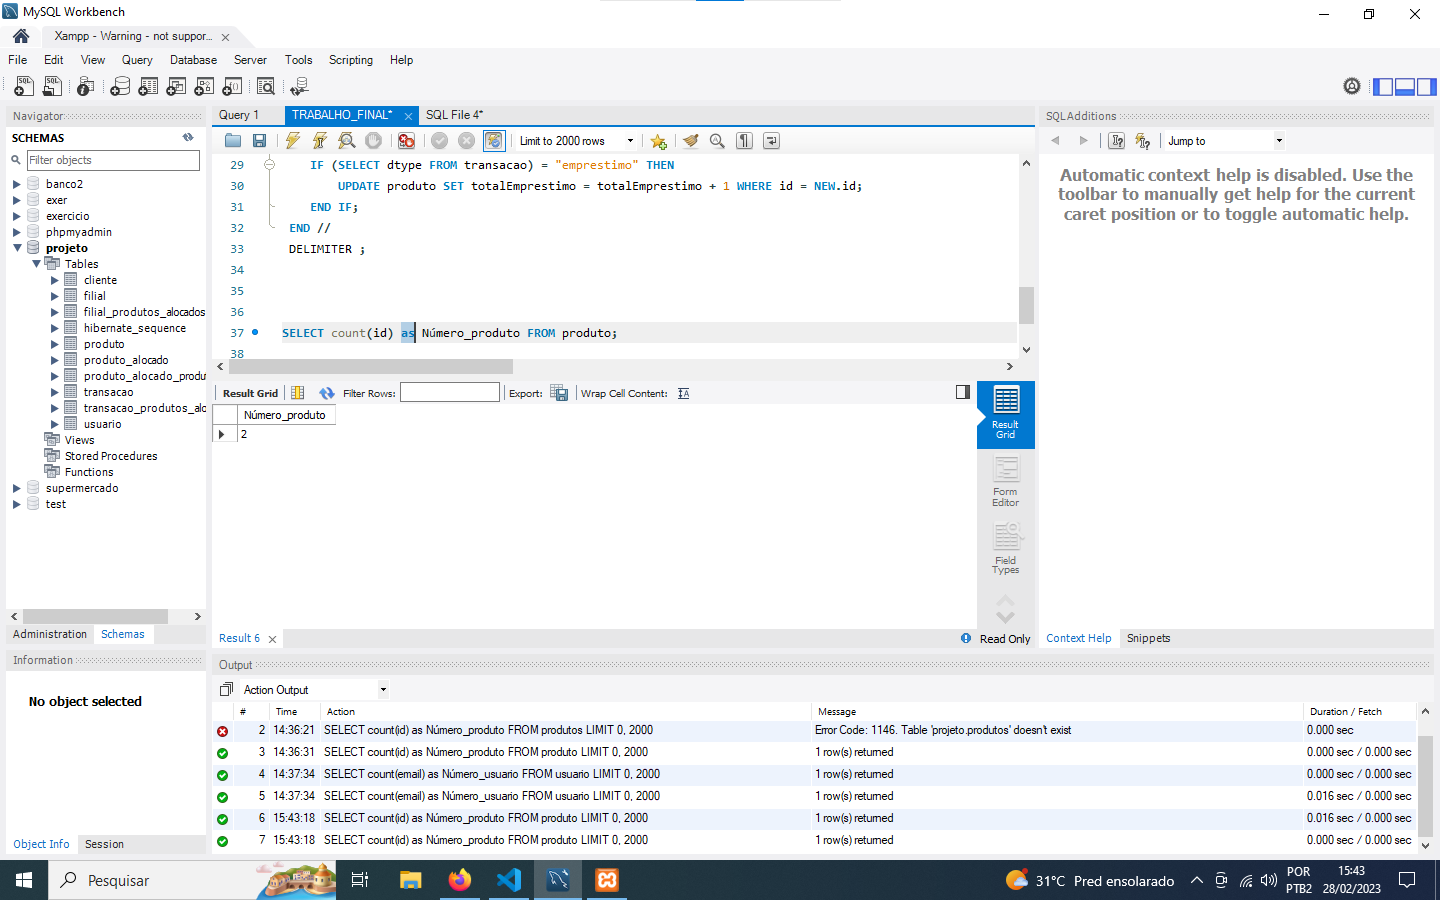 MySQL Workbench
Xampp - Warning - not suppor...
File Edit View Query Database Server Tools Scripting Help
Navigator
SCHEMAS
Filter objects
banco2
exer
exercicio
phpmyadmin
projeto
Tables
cliente
filial
filial_produtos_alocados
hibernate_sequence
produto
produto_alocado
produto_alocado_produ
transacao
transacao_produtos_alo
usuario
Views
Stored Procedures
Functions
supermercado
test
Administration Schemas
Information
No object selected
Object Info Session
Query 1 TRABALHO_FINAL* SQL File 4*
Limit to 2000 rows
29 IF (SELECT dtype FROM transacao) = "emprestimo" THEN
30 UPDATE produto SET totalEmprestimo = totalEmprestimo + 1 WHERE id = NEW.id;
31 END IF;
32 END //
33 DELIMITER ;
34
35
36
37 SELECT count(id) as Número_produto FROM produto;
38
Result Grid Filter Rows: Export: Wrap Cell Content:
Número_produto
2
Result Grid
Form Editor
Field Types
Result 6 Read Only
SQLAdditions
Jump to
Automatic context help is disabled. Use the
toolbar to manually get help for the current
caret position or to toggle automatic help.
Context Help Snippets
Output
Action Output
# Time Action Message Duration / Fetch
2 14:36:21 SELECT count(id) as Número_produto FROM produtos LIMIT 0, 2000 Error Code: 1146. Table 'projeto.produtos' doesn't exist 0.000 sec
3 14:36:31 SELECT count(id) as Número_produto FROM produto LIMIT 0, 2000 1 row(s) returned 0.000 sec / 0.000 sec
4 14:37:34 SELECT count(email) as Número_usuario FROM usuario LIMIT 0, 2000 1 row(s) returned 0.000 sec / 0.000 sec
5 14:37:34 SELECT count(email) as Número_usuario FROM usuario LIMIT 0, 2000 1 row(s) returned 0.016 sec / 0.000 sec
6 15:43:18 SELECT count(id) as Número_produto FROM produto LIMIT 0, 2000 1 row(s) returned 0.016 sec / 0.000 sec
7 15:43:18 SELECT count(id) as Número_produto FROM produto LIMIT 0, 2000 1 row(s) returned 0.000 sec / 0.000 sec
Pesquisar
31°C Pred ensolarado
POR
PTB2
15:43
28/02/2023